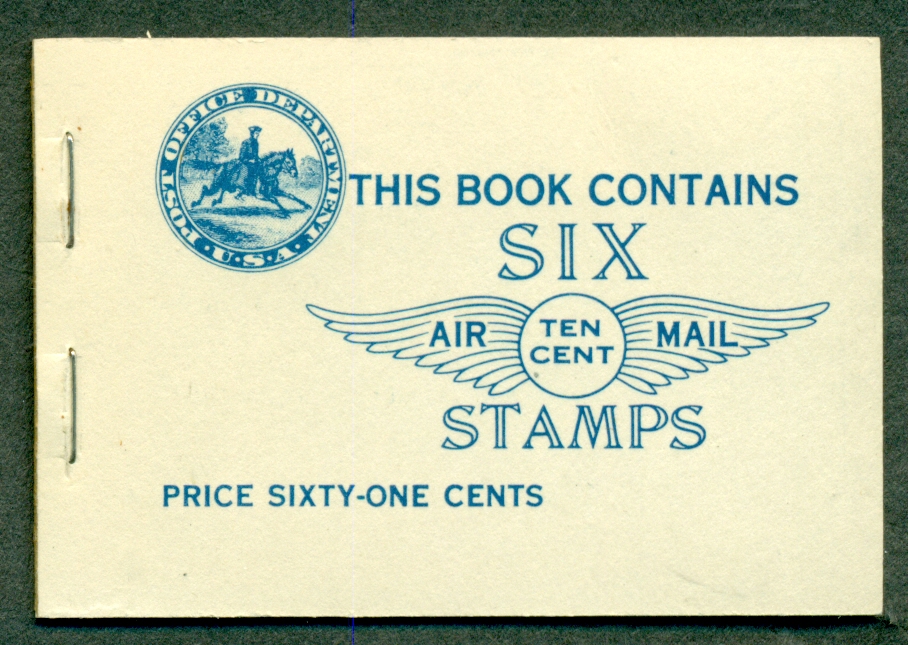 POST OFFICE DEPARTMENT
• U.S.A. •
THIS BOOK CONTAINS
SIX
AIR TEN MAIL
CENT
STAMPS
PRICE SIXTY-ONE CENTS